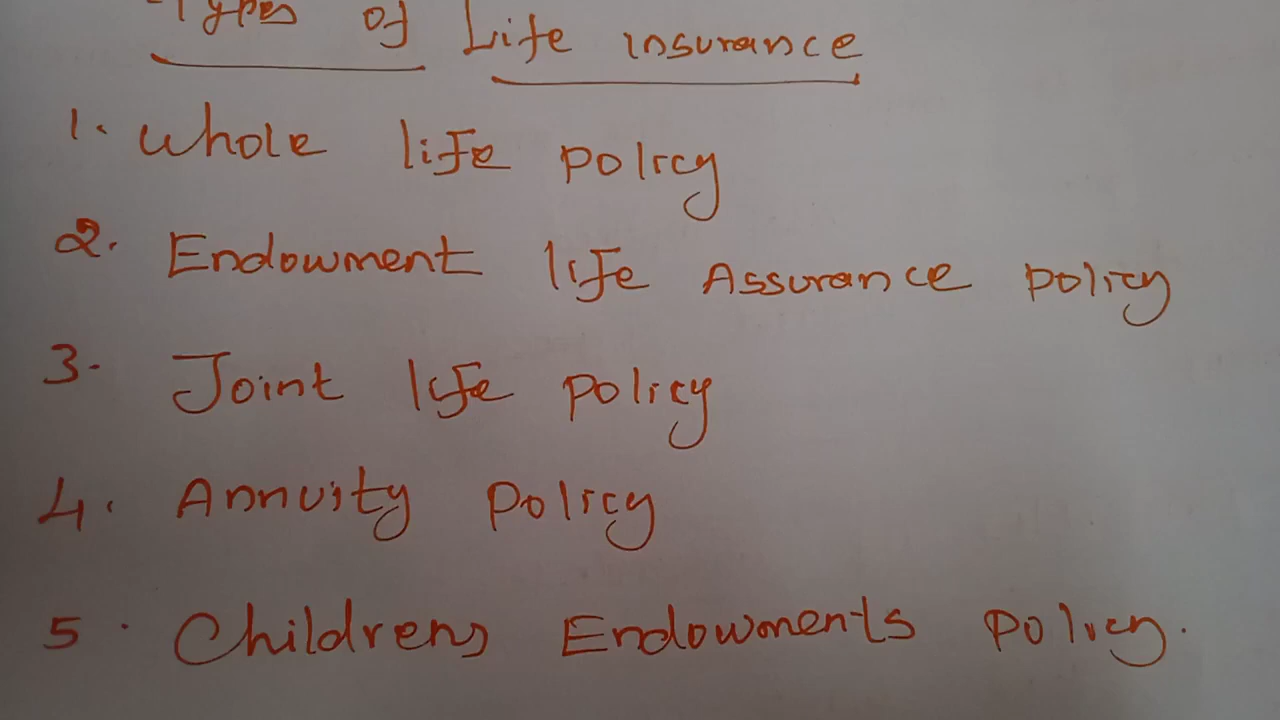 Types of Life insurance
1. Whole life policy
2. Endowment life Assurance policy
3. Joint life policy
4. Annuity policy
5. Childrens Endowments policy.